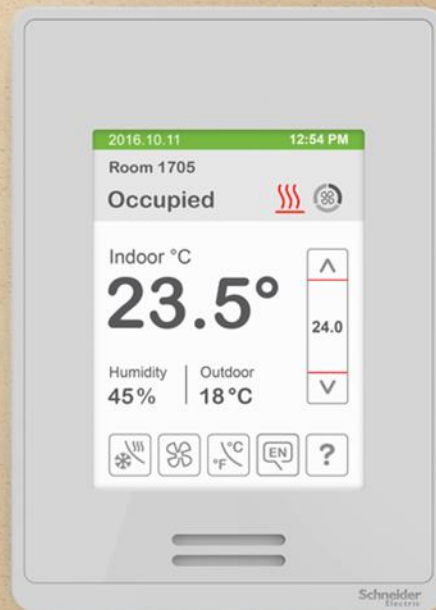 2016.10.11 12:54 PM
Room 1705
Occupied
Indoor °C
23.5°
24.0
Humidity Outdoor
45% 18°C
°C
°F
EN
?
Schneider
Electric